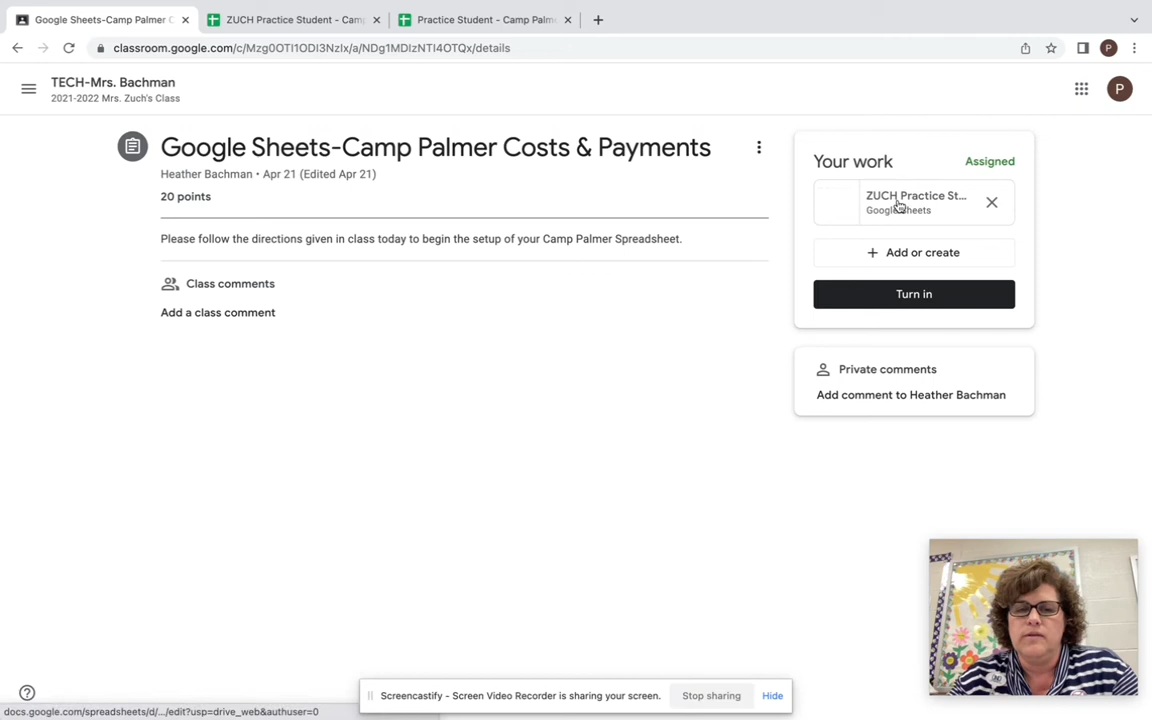 Google Sheets-Camp Palmer C
ZUCH Practice Student - Cam
Practice Student - Camp Palm
classroom.google.com/c/Mzg0OTI1ODI3NzIx/a/NDg1MDIzNTI4OTQx/details
P
TECH-Mrs. Bachman
2021-2022 Mrs. Zuch's Class
P
Google Sheets-Camp Palmer Costs & Payments
Heather Bachman • Apr 21 (Edited Apr 21)
20 points
Please follow the directions given in class today to begin the setup of your Camp Palmer Spreadsheet.
Class comments
Add a class comment
Your work
Assigned
ZUCH Practice St...
Google Sheets
+ Add or create
Turn in
Private comments
Add comment to Heather Bachman
Screencastify - Screen Video Recorder is sharing your screen.
Stop sharing
Hide
docs.google.com/spreadsheets/d/.../edit?usp=drive_web&authuser=0